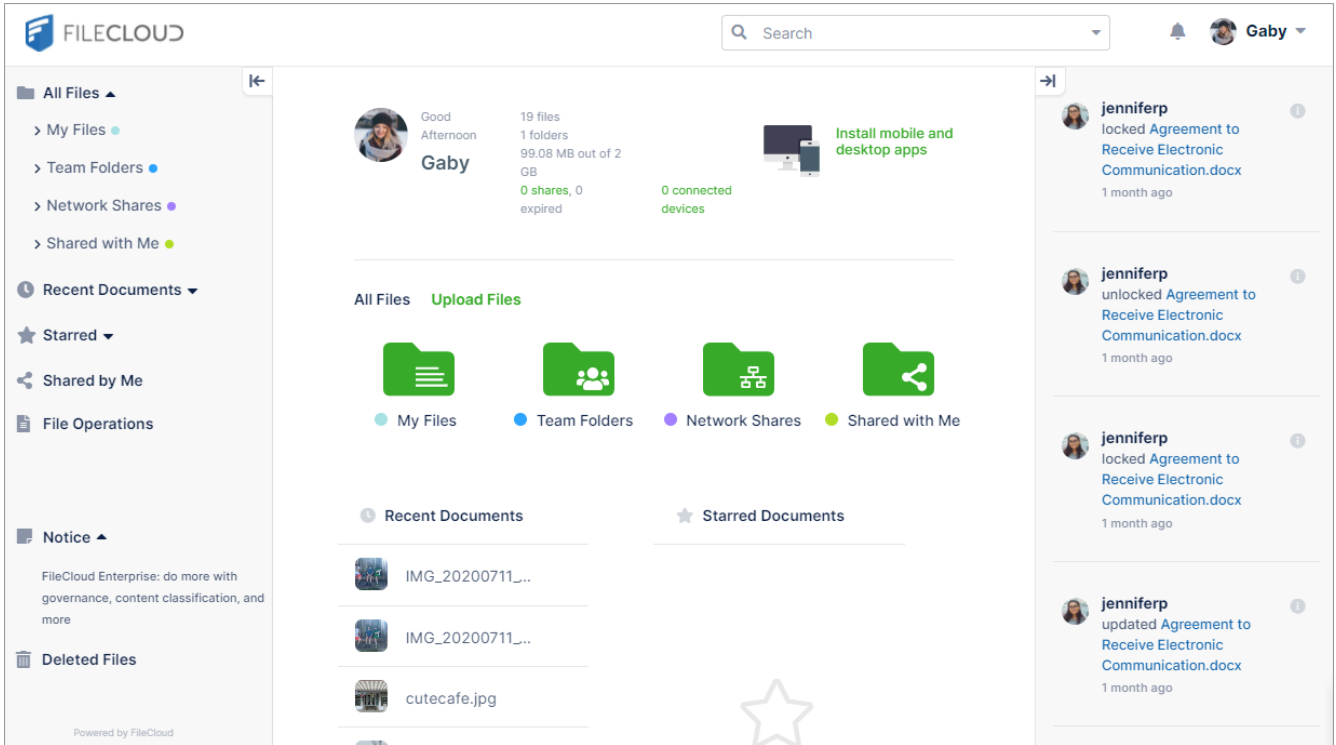 FILECLOUD
Search
Gaby
All Files
My Files
Team Folders
Network Shares
Shared with Me
Recent Documents
Starred
Shared by Me
File Operations
Notice
FileCloud Enterprise: do more with
governance, content classification, and
more
Deleted Files
Powered by FileCloud
Good
Afternoon
Gaby
19 files
1 folders
99.08 MB out of 2
GB
0 shares, 0
expired
0 connected
devices
Install mobile and
desktop apps
All Files Upload Files
My Files
Team Folders
Network Shares
Shared with Me
Recent Documents
IMG_20200711_...
IMG_20200711_...
cutecafe.jpg
Starred Documents
jenniferp
locked Agreement to
Receive Electronic
Communication.docx
1 month ago
jenniferp
unlocked Agreement to
Receive Electronic
Communication.docx
1 month ago
jenniferp
locked Agreement to
Receive Electronic
Communication.docx
1 month ago
jenniferp
updated Agreement to
Receive Electronic
Communication.docx
1 month ago